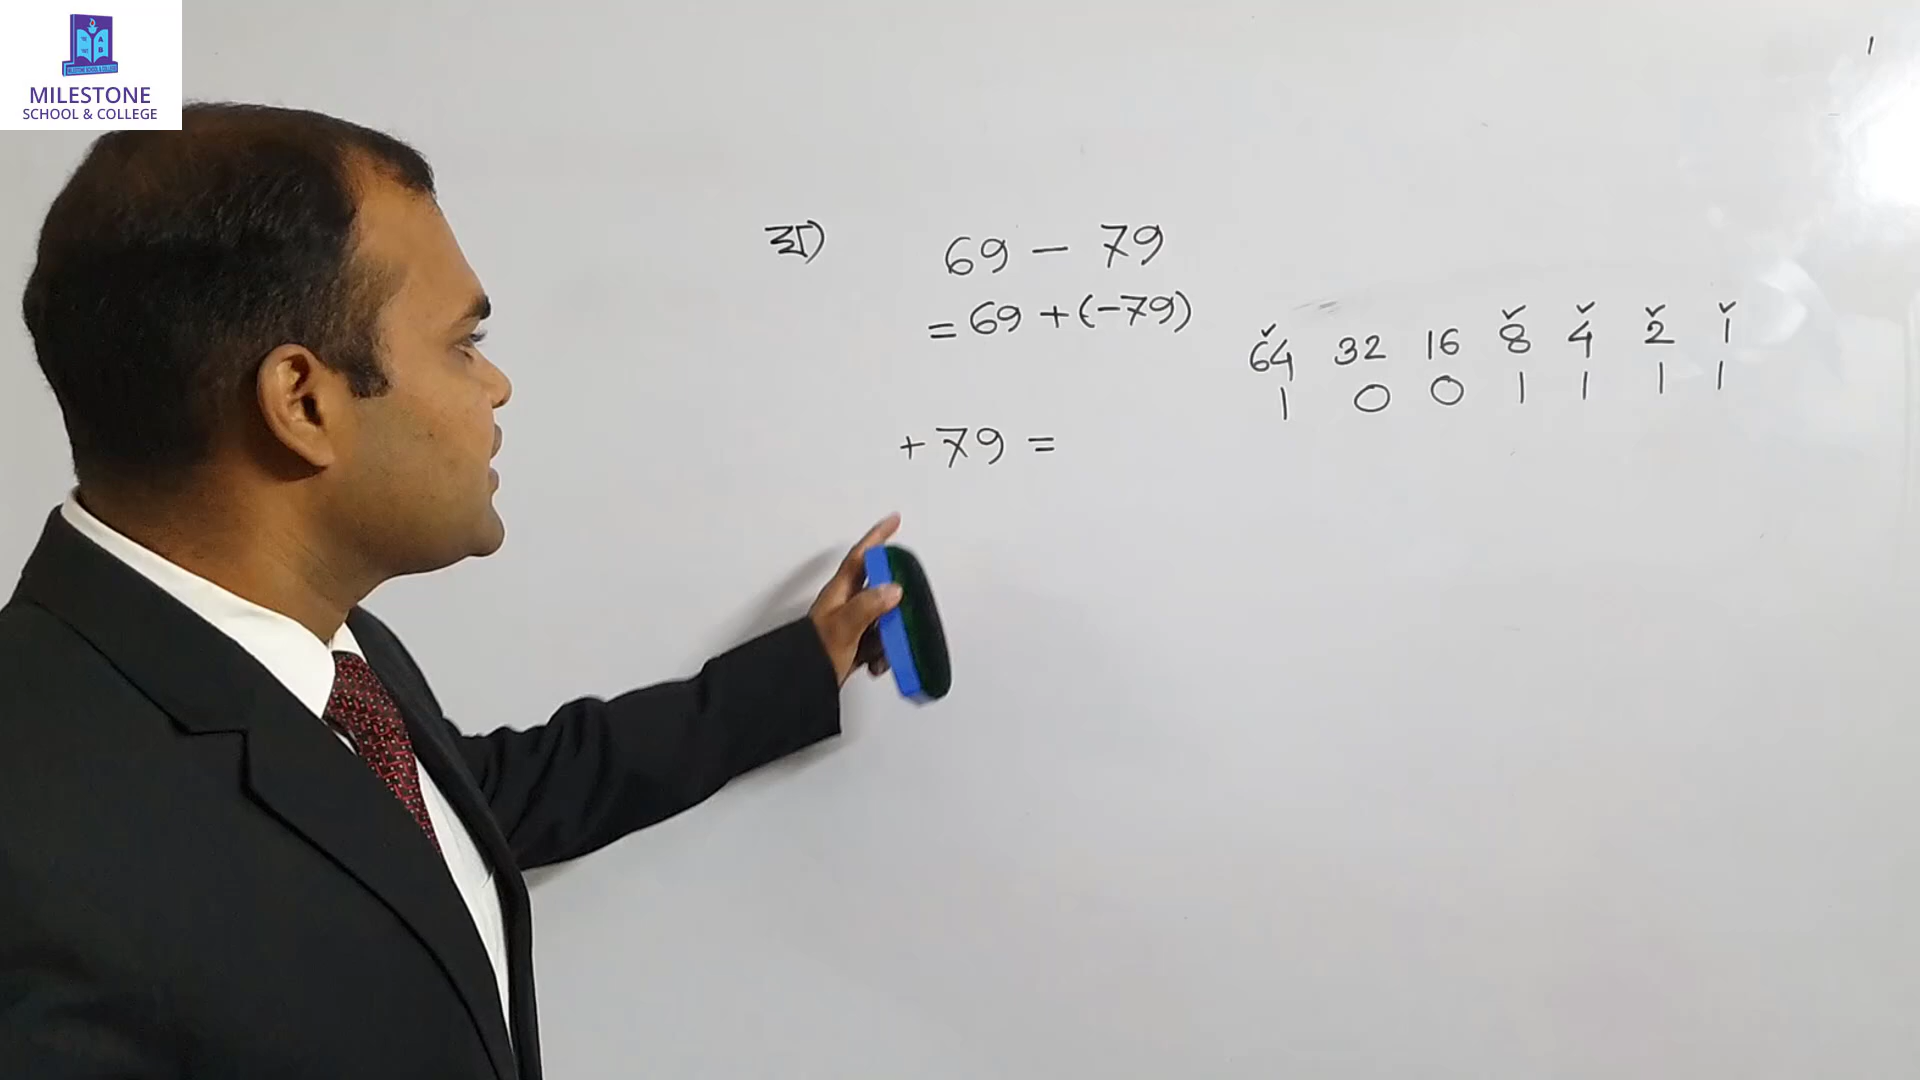 MILESTONE
SCHOOL & COLLEGE
ঘ) 69 - 79
= 69 + (-79)
64 32 16 8 4 2 1
1 0 0 1 1 1 1
+ 79 =